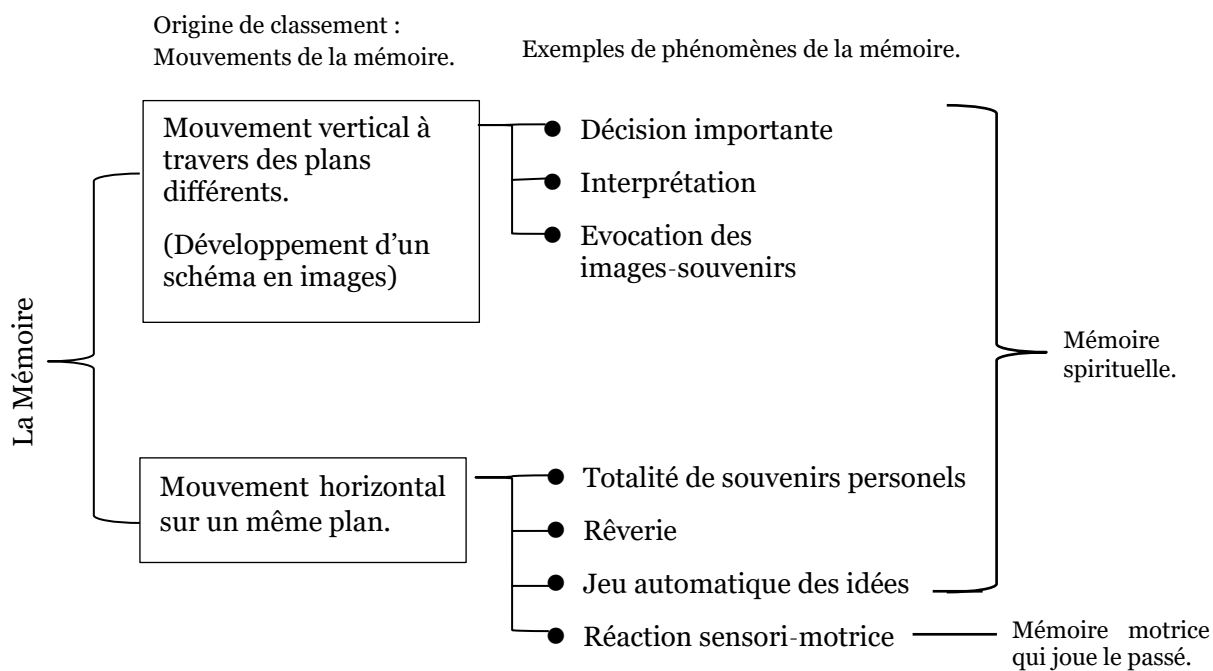 Origine de classement :
Mouvements de la mémoire.
Exemples de phénomènes de la mémoire.
La Mémoire
Mouvement vertical à
travers des plans
différents.
(Développement d’un
schéma en images)
Décision importante
Interprétation
Evocation des
images-souvenirs
Mémoire
spirituelle.
Mouvement horizontal
sur un même plan.
Totalité de souvenirs personels
Rêverie
Jeu automatique des idées
Réaction sensori-motrice
Mémoire motrice
qui joue le passé.